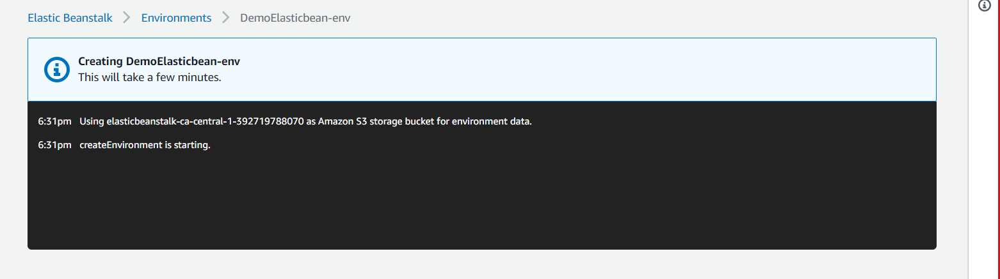 Elastic Beanstalk > Environments > DemoElasticbean-env
Creating DemoElasticbean-env
This will take a few minutes.
6:31pm Using elasticbeanstalk-ca-central-1-392719788070 as Amazon S3 storage bucket for environment data.
6:31pm createEnvironment is starting.